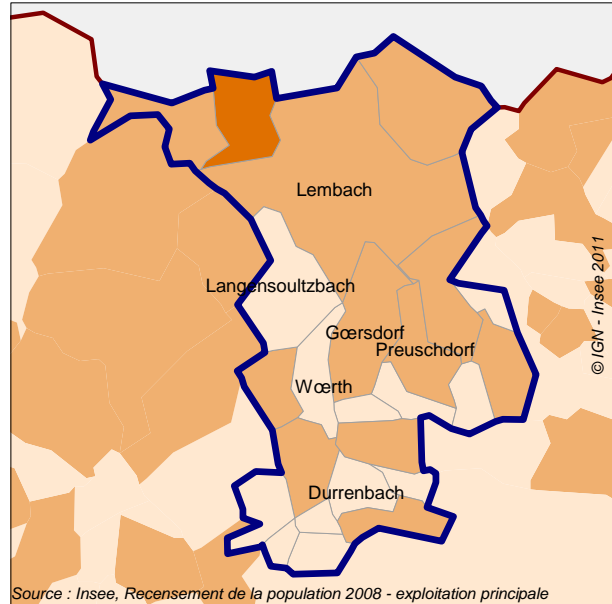 Lembach
Langensoultzbach
Gœrsdorf
Preuschdorf
Wœrth
Durrenbach
© IGN - Insee 2011
Source : Insee, Recensement de la population 2008 - exploitation principale